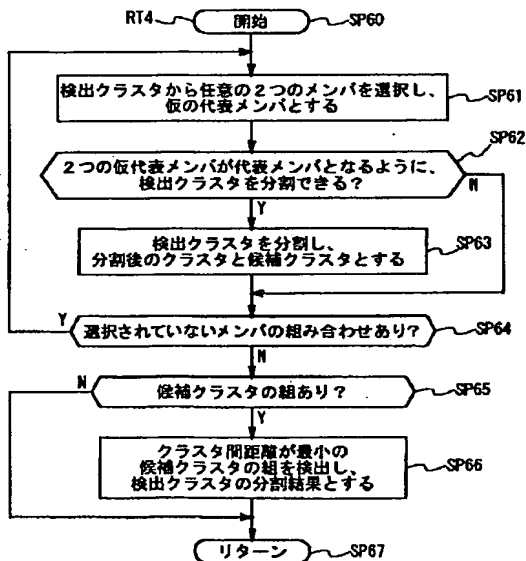 RT4 開始 SP60
検出クラスタから任意の2つのメンバを選択し、
仮の代表メンバとする
SP61
SP62
2つの仮代表メンバが代表メンバとなるように、
検出クラスタを分割できる?
N
Y
検出クラスタを分割し、
分割後のクラスタと候補クラスタとする
SP63
Y
選択されていないメンバの組み合わせあり?
SP64
N
N
候補クラスタの組あり?
SP65
Y
クラスタ間距離が最小の
候補クラスタの組を検出し、
検出クラスタの分割結果とする
SP66
リターン SP67